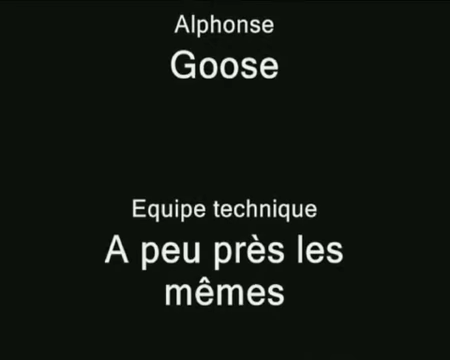 Alphonse
Goose
Equipe technique
A peu près les
mêmes